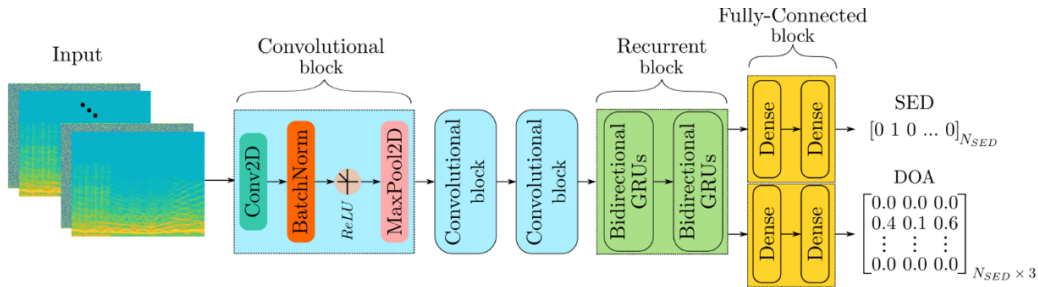 Input
Convolutional
block
Conv2D
BatchNorm
ReLU
MaxPool2D
Convolutional
block
Convolutional
block
Recurrent
block
Bidirectional
GRUs
Bidirectional
GRUs
Fully-Connected
block
Dense
Dense
Dense
Dense
SED
[0 1 0 ... 0]N_SED
DOA
0.0 0.0 0.0
0.4 0.1 0.6
⋮ ⋮ ⋮
0.0 0.0 0.0
N_SED × 3